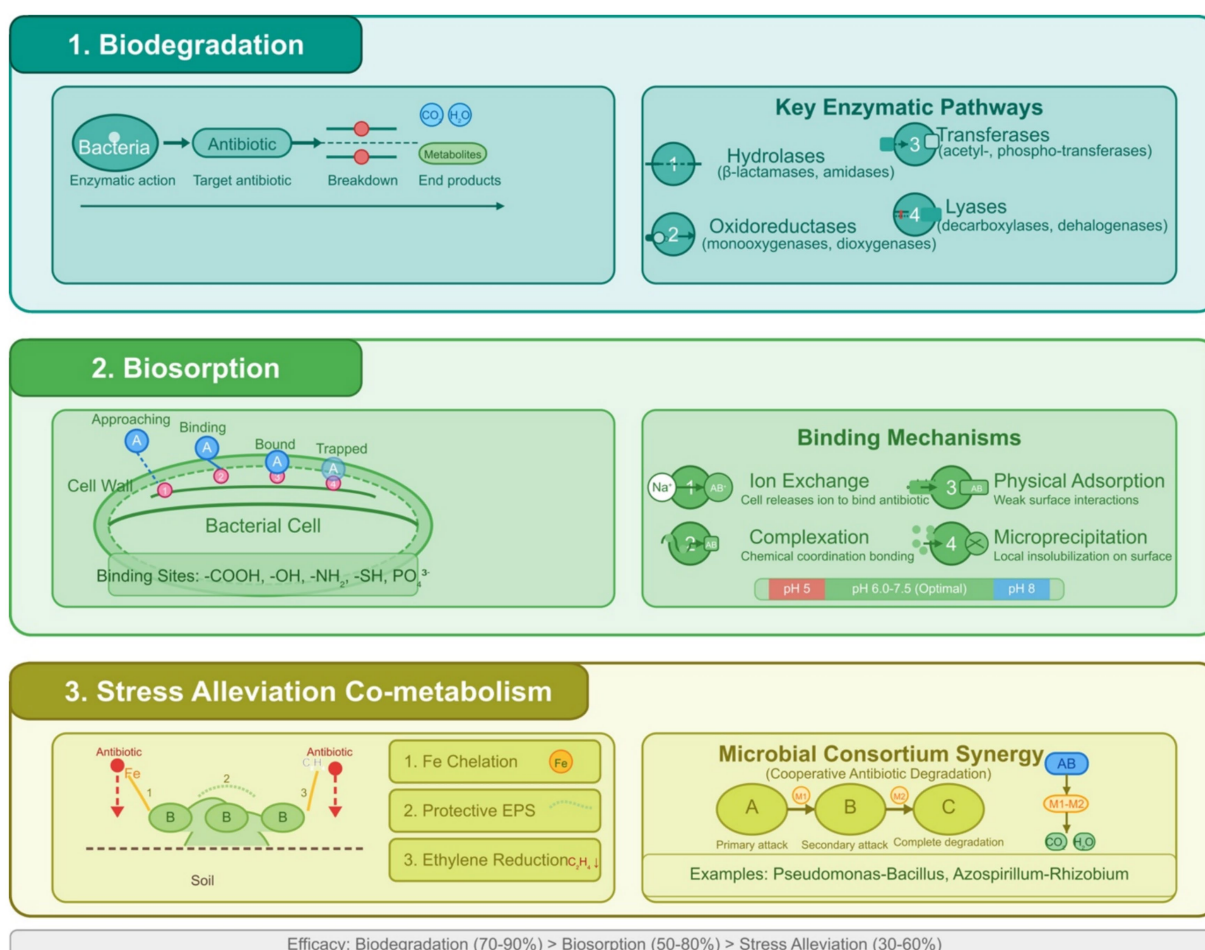 1. Biodegradation
Bacteria
Antibiotic
CO₂
H₂O
Metabolites
Enzymatic action
Target antibiotic
Breakdown
End products
Key Enzymatic Pathways
1
Hydrolases
(β-lactamases, amidases)
2
Oxidoreductases
(monooxygenases, dioxygenases)
3
Transferases
(acetyl-, phospho-transferases)
4
Lyases
(decarboxylases, dehalogenases)
2. Biosorption
Approaching
Binding
Bound
Trapped
A
A
A
A
1
2
3
4
Cell Wall
Bacterial Cell
Binding Sites: -COOH, -OH, -NH₂, -SH, PO₄³⁻
Binding Mechanisms
Na⁺
1
AB⁺
Ion Exchange
Cell releases ion to bind antibiotic
2
AB
Complexation
Chemical coordination bonding
3
AB
Physical Adsorption
Weak surface interactions
4
Microprecipitation
Local insolubilization on surface
pH 5
pH 6.0-7.5 (Optimal)
pH 8
3. Stress Alleviation Co-metabolism
Antibiotic
Antibiotic
Fe
C H
1
2
3
B
B
B
Soil
1. Fe Chelation
Fe
2. Protective EPS
3. Ethylene Reduction C₂H₄ ↓
Microbial Consortium Synergy
(Cooperative Antibiotic Degradation)
A
M1
B
M2
C
Primary attack
Secondary attack
Complete degradation
AB
M1-M2
CO₂
H₂O
Examples: Pseudomonas-Bacillus, Azospirillum-Rhizobium
Efficacy: Biodegradation (70-90%) > Biosorption (50-80%) > Stress Alleviation (30-60%)